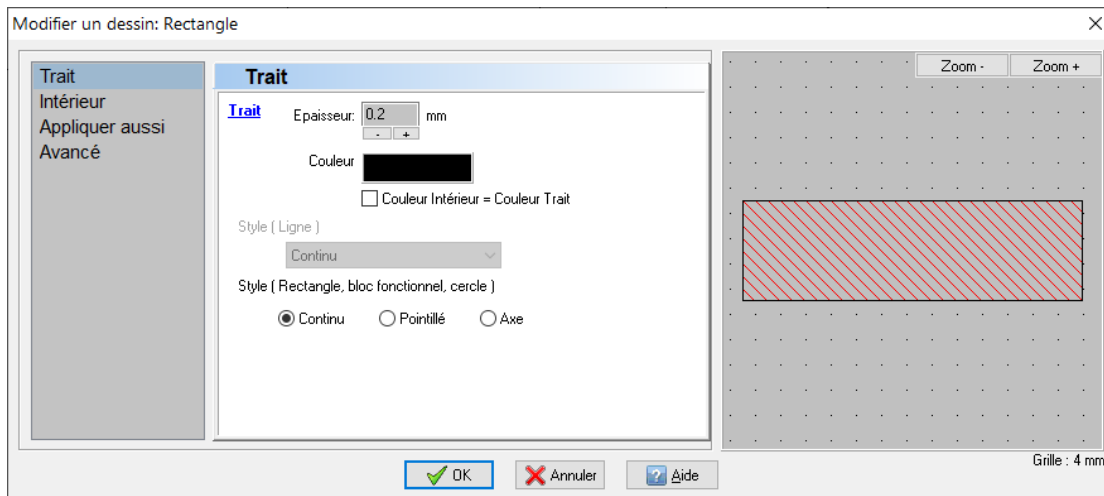 Modifier un dessin: Rectangle
Trait
Intérieur
Appliquer aussi
Avancé
Trait
Trait
Epaisseur: 0.2 mm
- +
Couleur
Couleur Intérieur = Couleur Trait
Style ( Ligne )
Continu
Style ( Rectangle, bloc fonctionnel, cercle )
Continu Pointillé Axe
Zoom - Zoom +
Grille : 4 mm
OK Annuler Aide